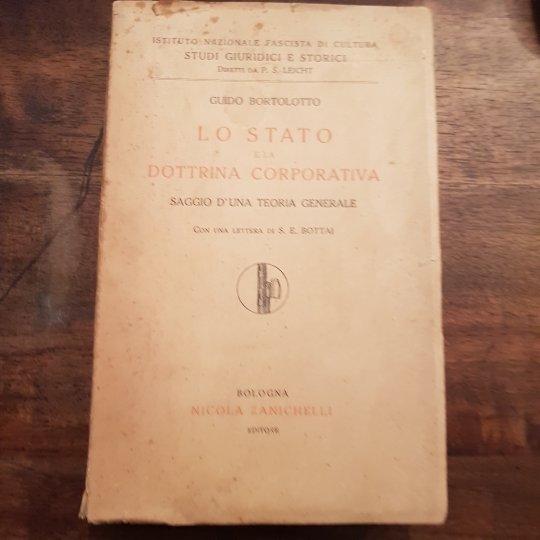 ISTITUTO NAZIONALE FASCISTA DI CULTURA
STUDI GIURIDICI E STORICI
DIRETTI DA P. S. LEICHT
GUIDO BORTOLOTTO
LO STATO
E LA
DOTTRINA CORPORATIVA
SAGGIO D'UNA TEORIA GENERALE
CON UNA LETTERA DI S. E. BOTTAI
BOLOGNA
NICOLA ZANICHELLI
EDITORE